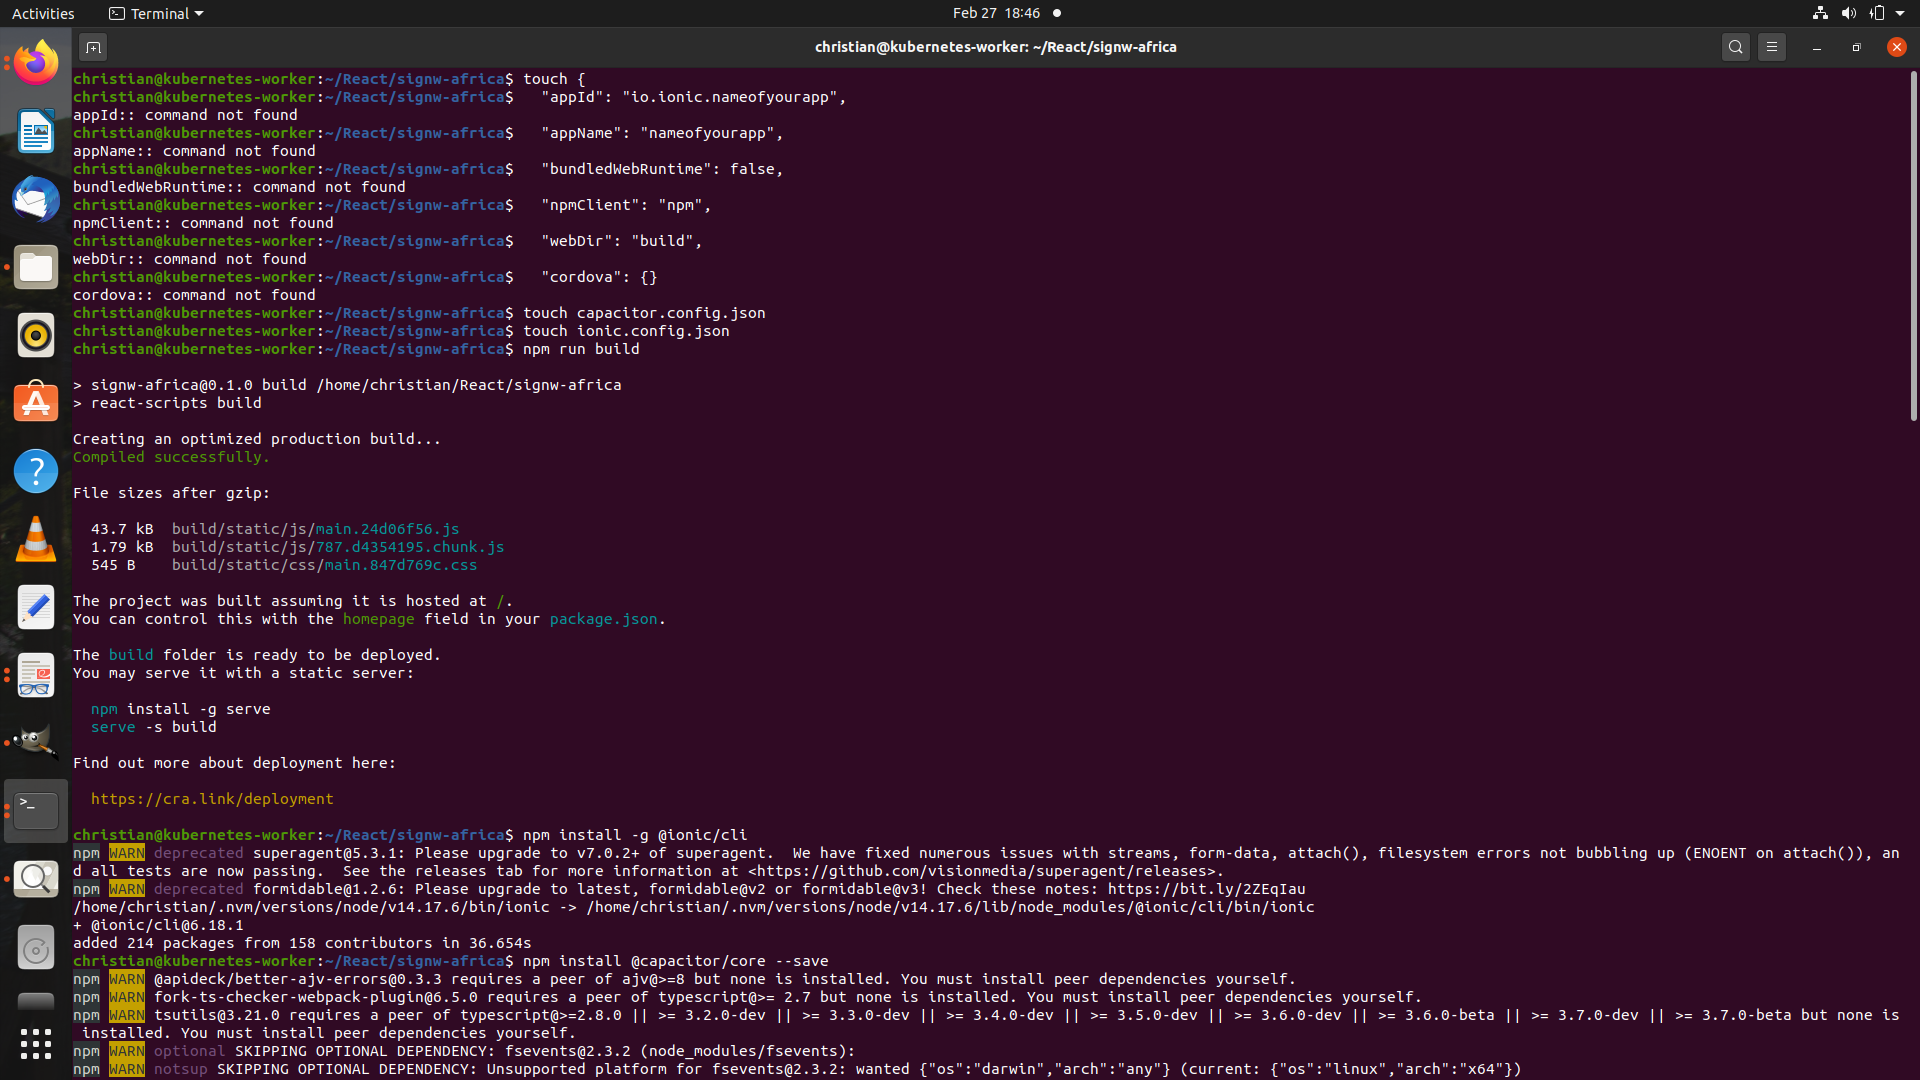 Activities
Terminal
Feb 27 18:46
christian@kubernetes-worker: ~/React/signw-africa
christian@kubernetes-worker:~/React/signw-africa$ touch {
christian@kubernetes-worker:~/React/signw-africa$   "appId": "io.ionic.nameofyourapp",
appId:: command not found
christian@kubernetes-worker:~/React/signw-africa$   "appName": "nameofyourapp",
appName:: command not found
christian@kubernetes-worker:~/React/signw-africa$   "bundledWebRuntime": false,
bundledWebRuntime:: command not found
christian@kubernetes-worker:~/React/signw-africa$   "npmClient": "npm",
npmClient:: command not found
christian@kubernetes-worker:~/React/signw-africa$   "webDir": "build",
webDir:: command not found
christian@kubernetes-worker:~/React/signw-africa$   "cordova": {}
cordova:: command not found
christian@kubernetes-worker:~/React/signw-africa$ touch capacitor.config.json
christian@kubernetes-worker:~/React/signw-africa$ touch ionic.config.json
christian@kubernetes-worker:~/React/signw-africa$ npm run build
> signw-africa@0.1.0 build /home/christian/React/signw-africa
> react-scripts build
Creating an optimized production build...
Compiled successfully.
File sizes after gzip:
43.7 kB  build/static/js/main.24d06f56.js
1.79 kB  build/static/js/787.d4354195.chunk.js
545 B    build/static/css/main.847d769c.css
The project was built assuming it is hosted at /.
You can control this with the homepage field in your package.json.
The build folder is ready to be deployed.
You may serve it with a static server:
npm install -g serve
serve -s build
Find out more about deployment here:
https://cra.link/deployment
christian@kubernetes-worker:~/React/signw-africa$ npm install -g @ionic/cli
npm WARN deprecated superagent@5.3.1: Please upgrade to v7.0.2+ of superagent.  We have fixed numerous issues with streams, form-data, attach(), filesystem errors not bubbling up (ENOENT on attach()), an
d all tests are now passing.  See the releases tab for more information at <https://github.com/visionmedia/superagent/releases>.
npm WARN deprecated formidable@1.2.6: Please upgrade to latest, formidable@v2 or formidable@v3! Check these notes: https://bit.ly/2ZEqIau
/home/christian/.nvm/versions/node/v14.17.6/bin/ionic -> /home/christian/.nvm/versions/node/v14.17.6/lib/node_modules/@ionic/cli/bin/ionic
+ @ionic/cli@6.18.1
added 214 packages from 158 contributors in 36.654s
christian@kubernetes-worker:~/React/signw-africa$ npm install @capacitor/core --save
npm WARN @apideck/better-ajv-errors@0.3.3 requires a peer of ajv@>=8 but none is installed. You must install peer dependencies yourself.
npm WARN fork-ts-checker-webpack-plugin@6.5.0 requires a peer of typescript@>= 2.7 but none is installed. You must install peer dependencies yourself.
npm WARN tsutils@3.21.0 requires a peer of typescript@>=2.8.0 || >= 3.2.0-dev || >= 3.3.0-dev || >= 3.4.0-dev || >= 3.5.0-dev || >= 3.6.0-dev || >= 3.6.0-beta || >= 3.7.0-dev || >= 3.7.0-beta but none is
installed. You must install peer dependencies yourself.
npm WARN optional SKIPPING OPTIONAL DEPENDENCY: fsevents@2.3.2 (node_modules/fsevents):
npm WARN notsup SKIPPING OPTIONAL DEPENDENCY: Unsupported platform for fsevents@2.3.2: wanted {"os":"darwin","arch":"any"} (current: {"os":"linux","arch":"x64"})